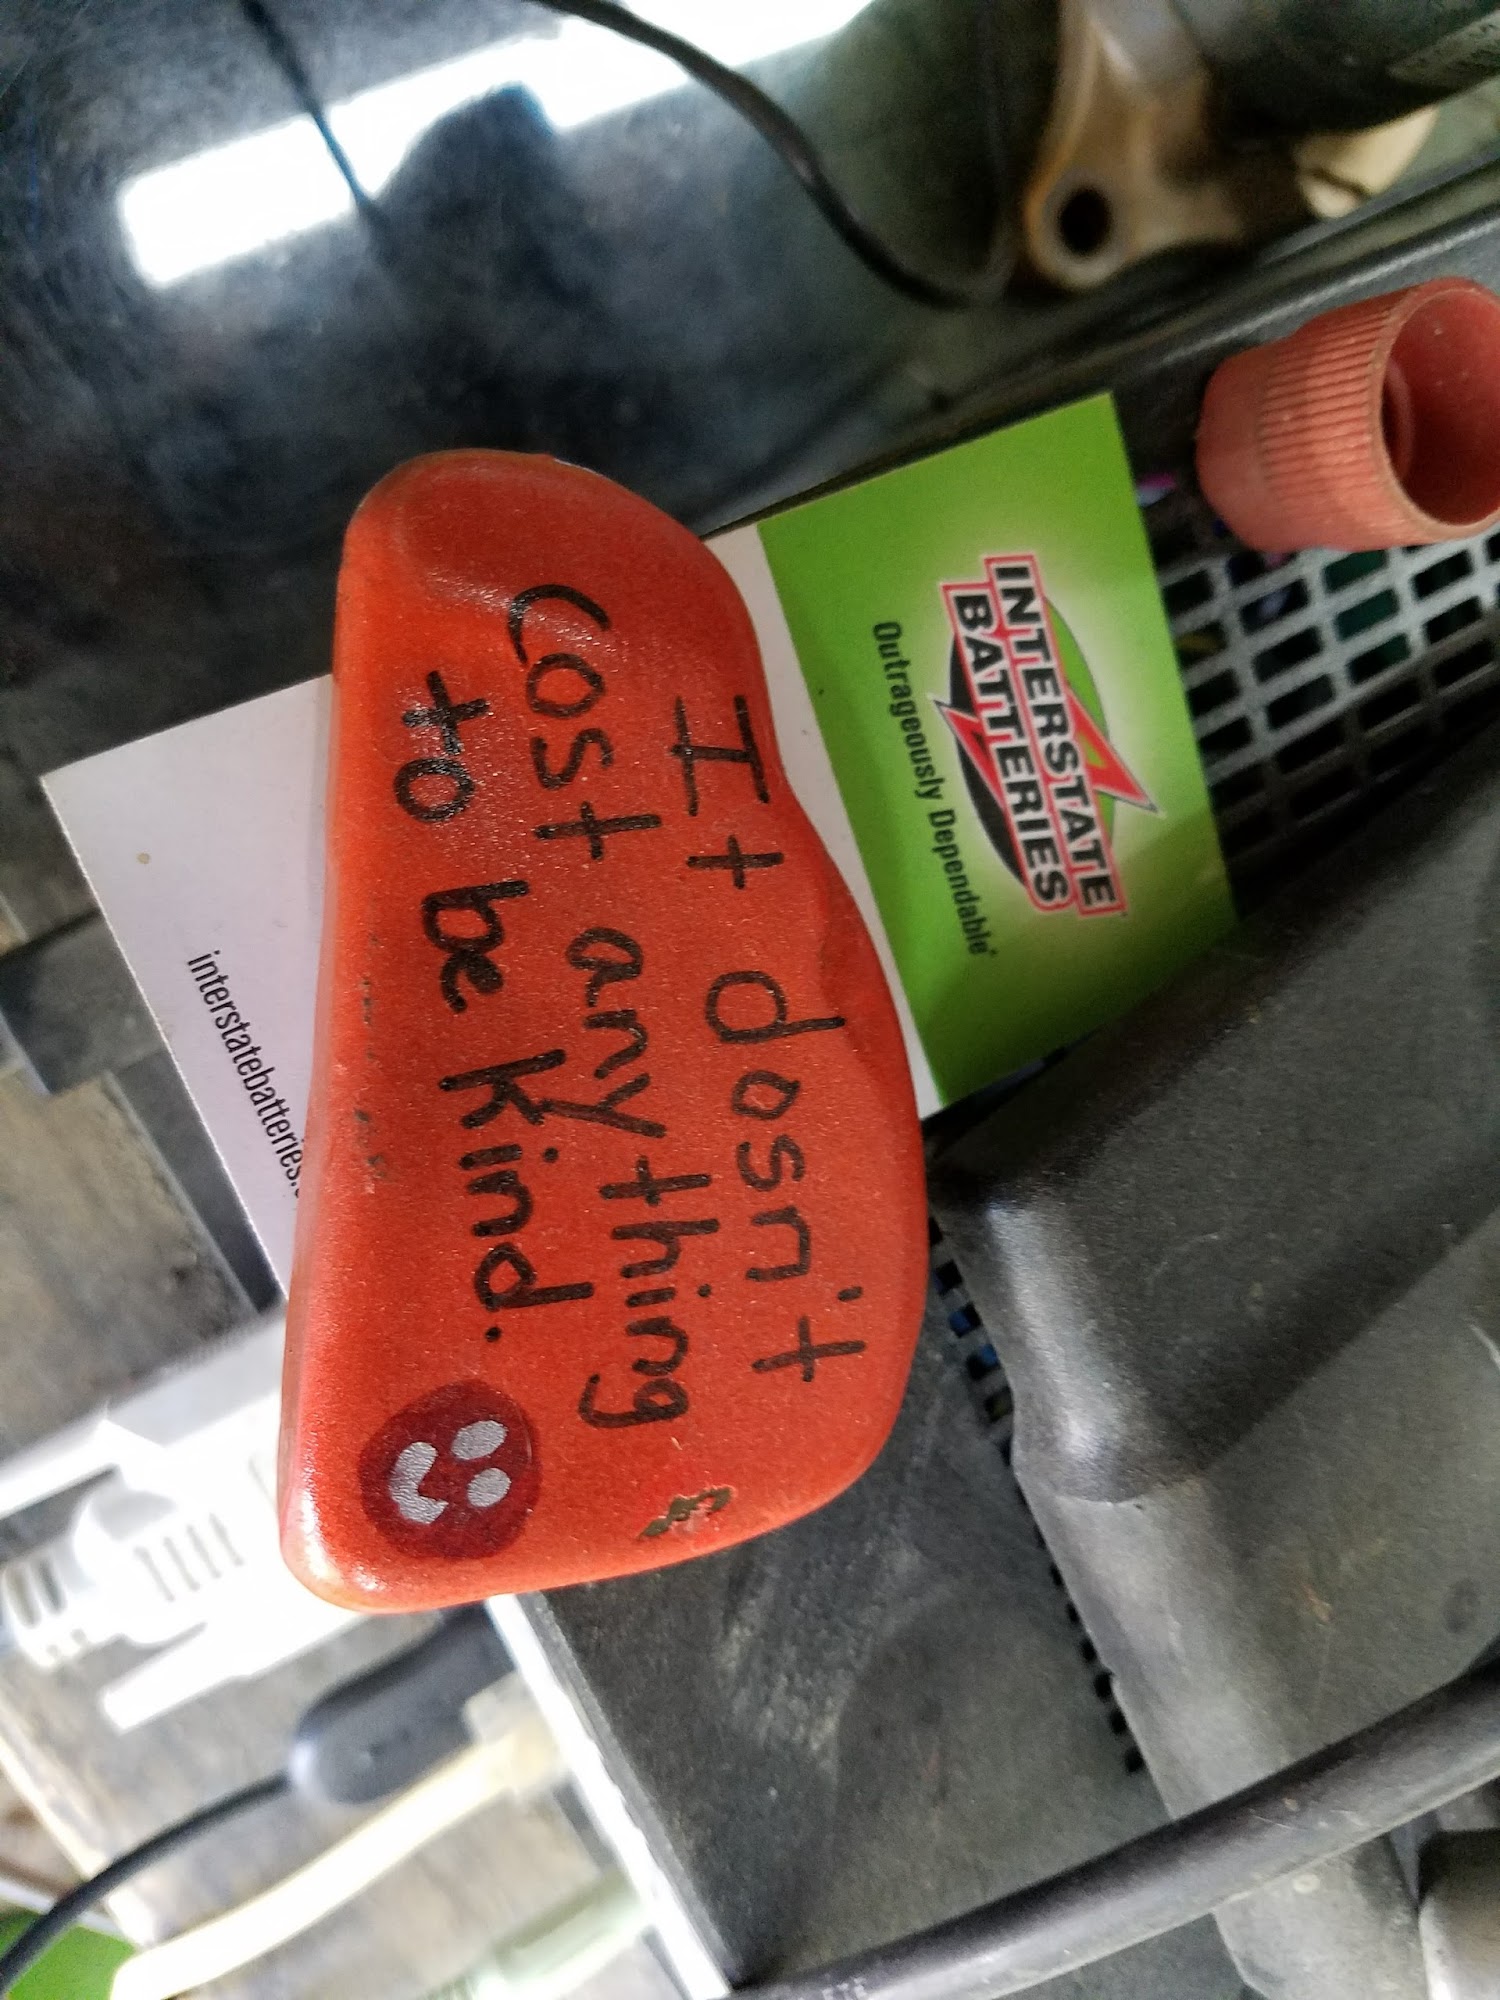 It dosn't
cost anything
to be kind.
INTERSTATE
BATTERIES
Outrageously Dependable
interstatebatteries.